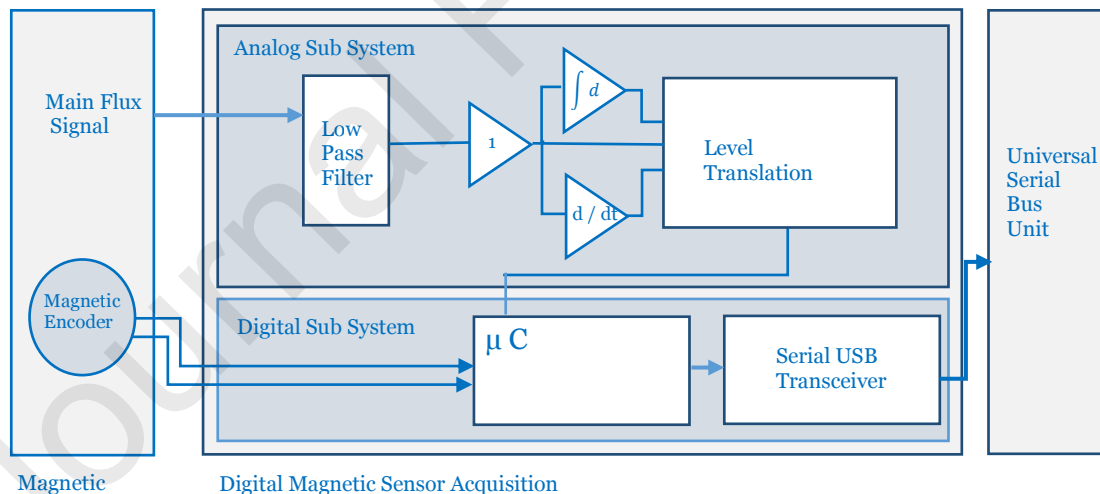 Analog Sub System
Main Flux
Signal
Low
Pass
Filter
1
∫ d
d / dt
Level
Translation
Universal
Serial
Bus
Unit
Magnetic
Encoder
Digital Sub System
μ C
Serial USB
Transceiver
Magnetic
Digital Magnetic Sensor Acquisition
Journal